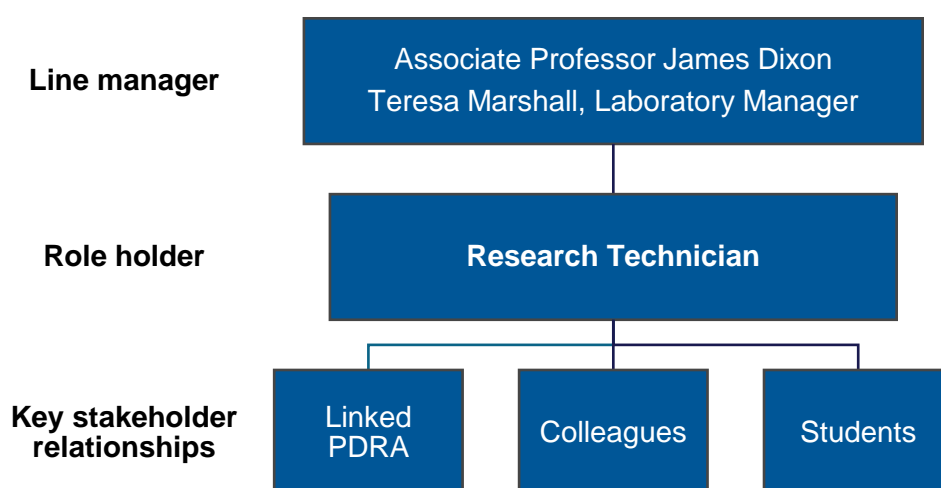 Line manager
Associate Professor James Dixon
Teresa Marshall, Laboratory Manager
Role holder
Research Technician
Key stakeholder
relationships
Linked
PDRA
Colleagues
Students